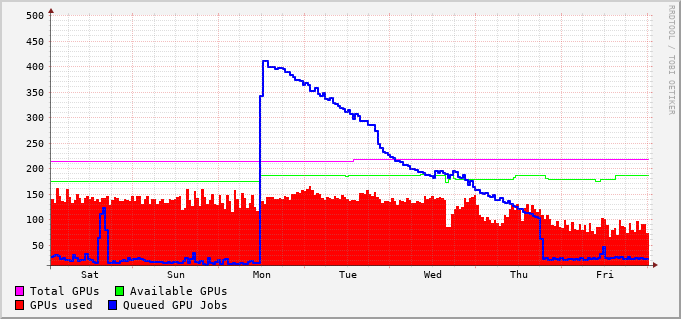 500
450
400
350
300
250
200
150
100
50
Sat Sun Mon Tue Wed Thu Fri
Total GPUs Available GPUs
GPUs used Queued GPU Jobs
RRDTOOL / TOBI OETIKER